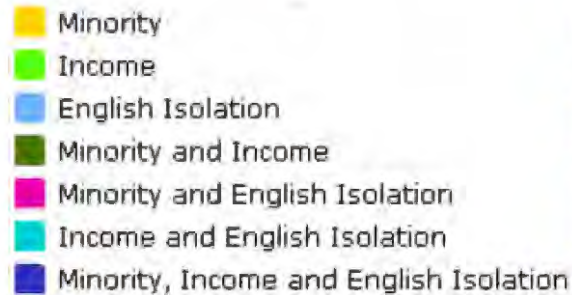 Minority
Income
English Isolation
Minority and Income
Minority and English Isolation
Income and English Isolation
Minority, Income and English Isolation